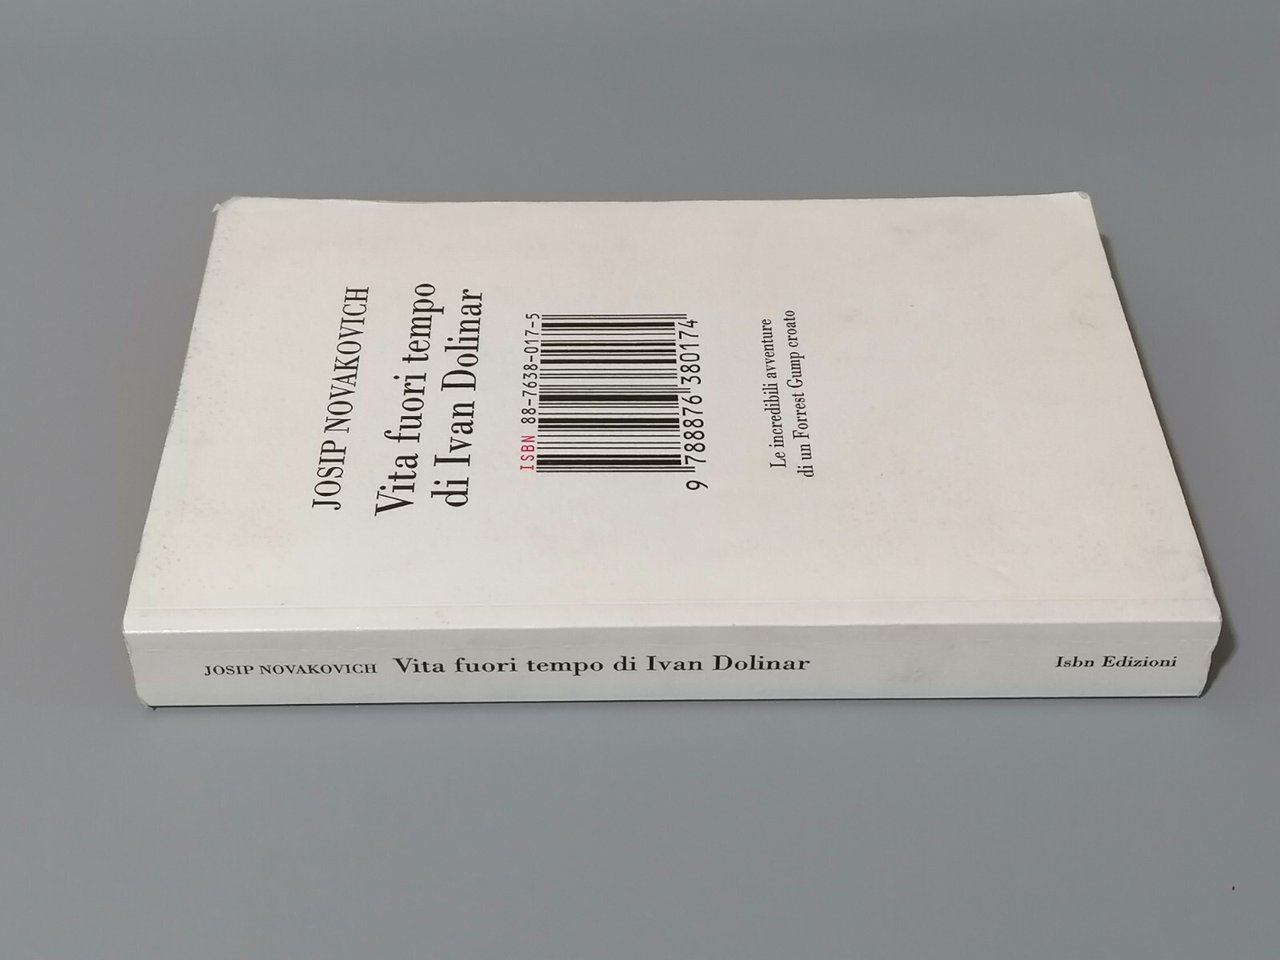 JOSIP NOVAKOVICH
Vita fuori tempo
di Ivan Dolinar
ISBN 88-7638-017-5
9 788876 380174
Le incredibili avventure
di un Forrest Gump croato
JOSIP NOVAKOVICH Vita fuori tempo di Ivan Dolinar Isbn Edizioni